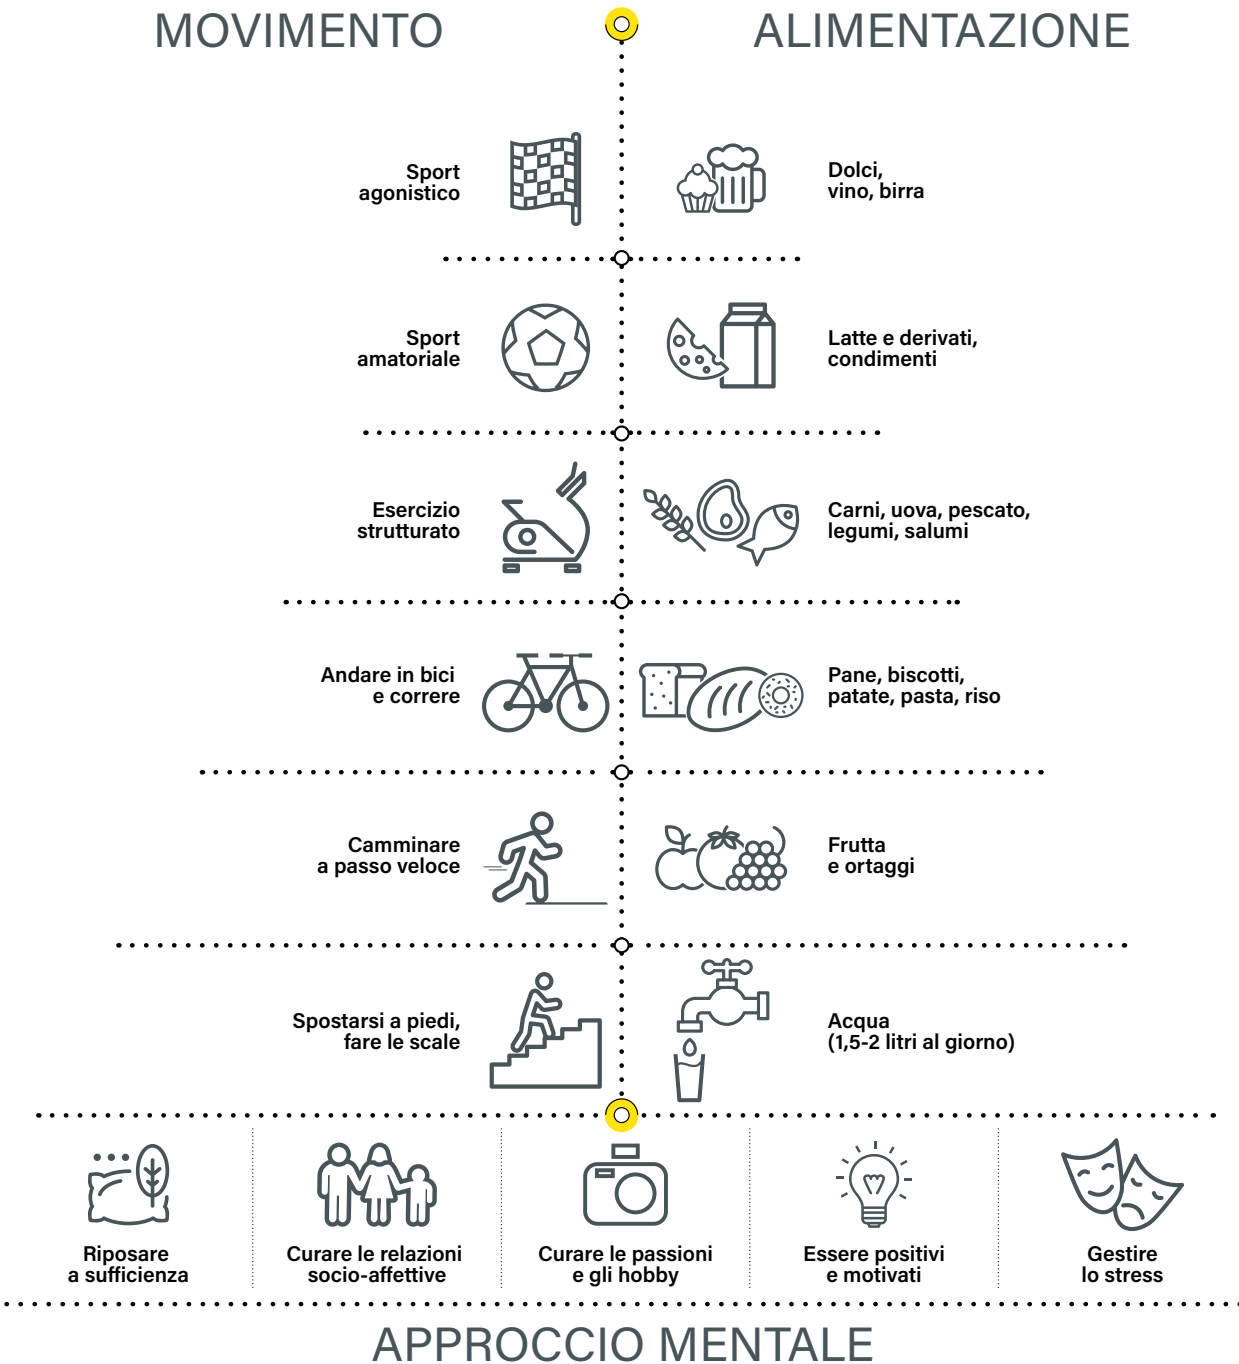 MOVIMENTO
ALIMENTAZIONE
Sport
agonistico
Dolci,
vino, birra
Sport
amatoriale
Latte e derivati,
condimenti
Esercizio
strutturato
Carni, uova, pescato,
legumi, salumi
Andare in bici
e correre
Pane, biscotti,
patate, pasta, riso
Camminare
a passo veloce
Frutta
e ortaggi
Spostarsi a piedi,
fare le scale
Acqua
(1,5-2 litri al giorno)
Riposare
a sufficienza
Curare le relazioni
socio-affettive
Curare le passioni
e gli hobby
Essere positivi
e motivati
Gestire
lo stress
APPROCCIO MENTALE